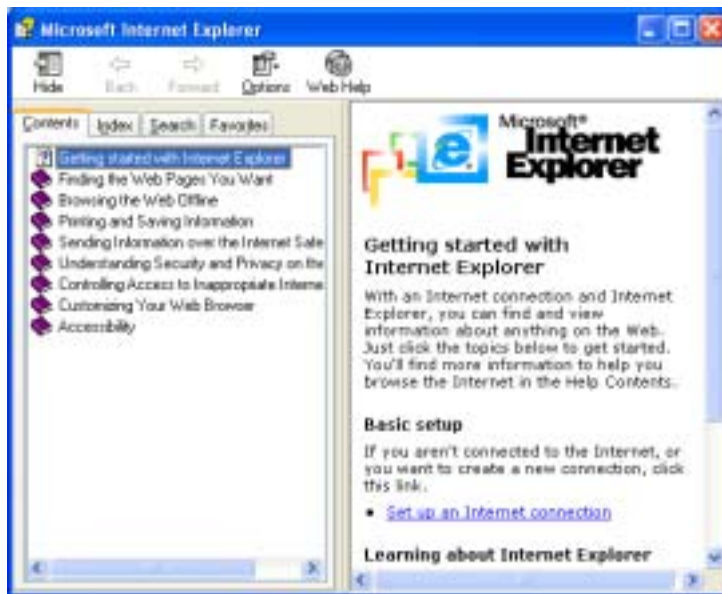 Microsoft Internet Explorer
Hide Back Forward Options Web Help
Contents Index Search Favorites
Getting started with Internet Explorer
Finding the Web Pages You Want
Browsing the Web Offline
Printing and Saving Information
Sending Information over the Internet Safe
Understanding Security and Privacy on the
Controlling Access to Inappropriate Interne
Customizing Your Web Browser
Accessibility
Microsoft®
Internet
Explorer
Getting started with
Internet Explorer
With an Internet connection and Internet
Explorer, you can find and view
information about anything on the Web.
Just click the topics below to get started.
You'll find more information to help you
browse the Internet in the Help Contents.
Basic setup
If you aren't connected to the Internet, or
you want to create a new connection, click
this link.
• Set up an Internet connection
Learning about Internet Explorer